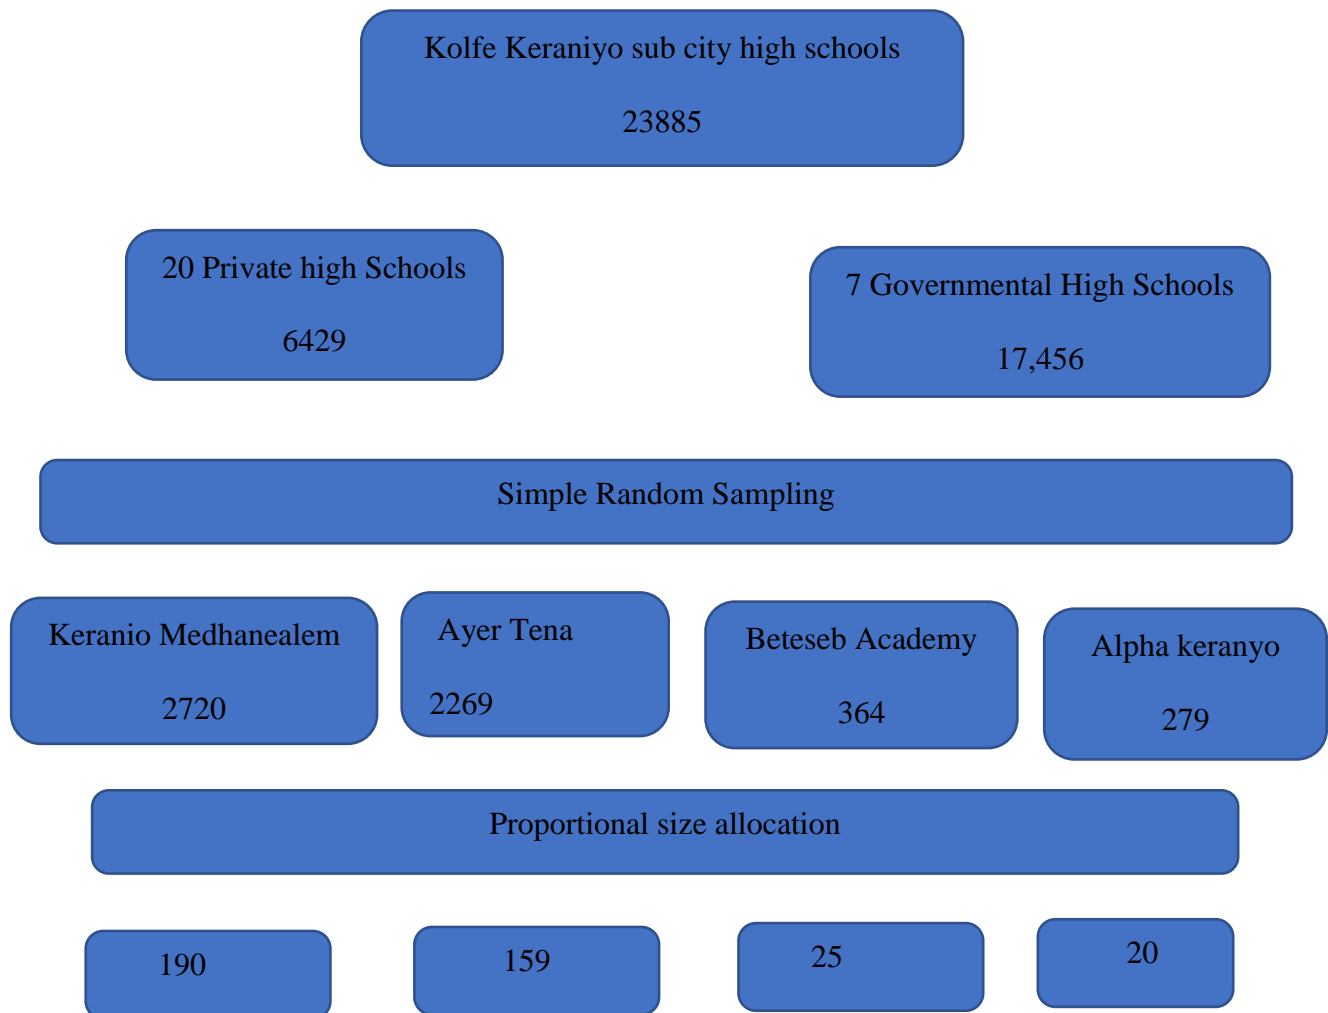 Kolfe Keraniyo sub city high schools
23885
20 Private high Schools
6429
7 Governmental High Schools
17,456
Simple Random Sampling
Keranio Medhanealem
2720
Ayer Tena
2269
Beteseb Academy
364
Alpha keranyo
279
Proportional size allocation
190
159
25
20